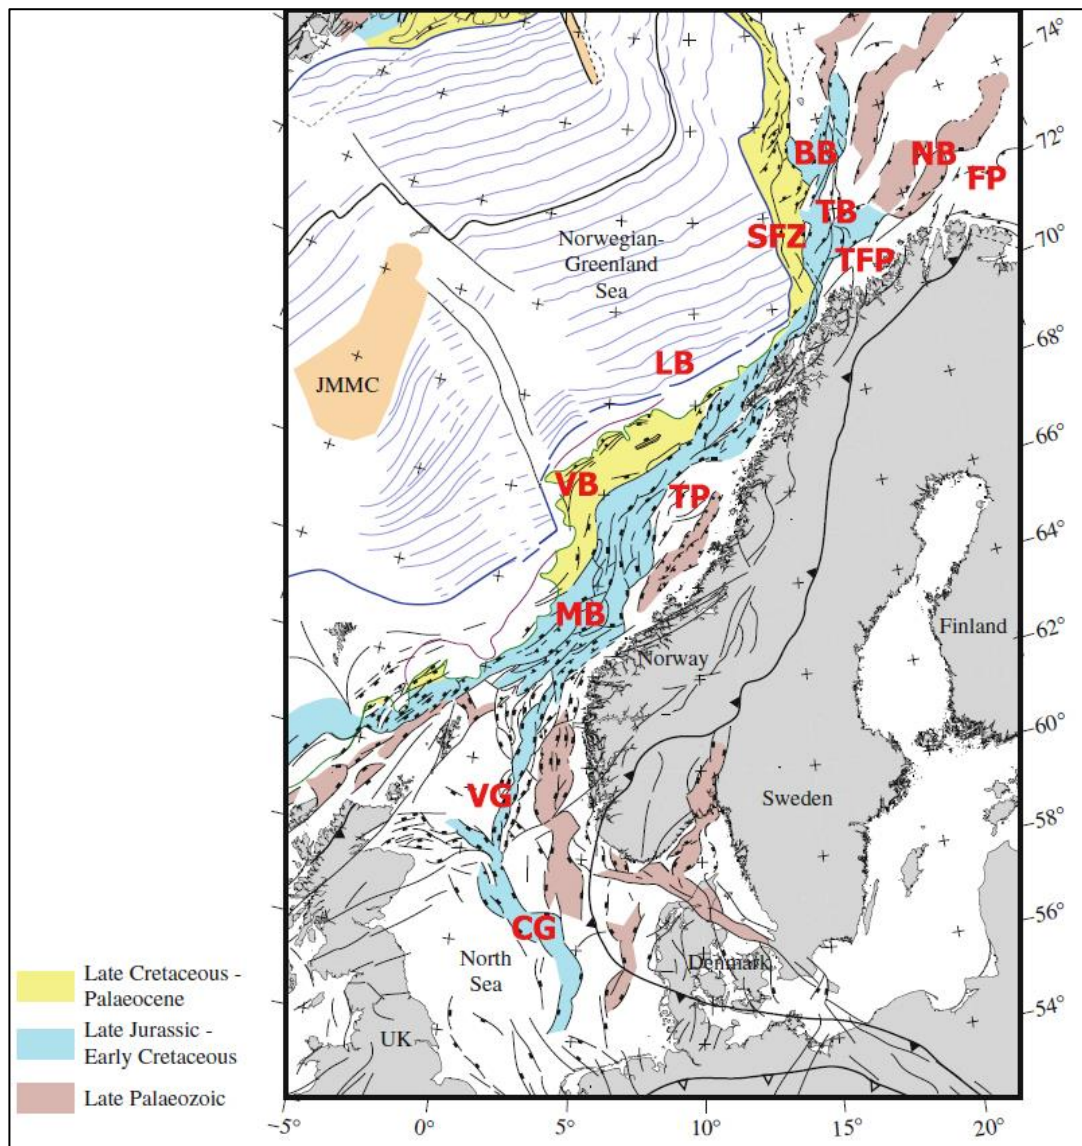 74°
72°
70°
68°
66°
64°
62°
60°
58°
56°
54°
BB
NB
FP
TB
SFZ
TFP
Norwegian-
Greenland
Sea
LB
JMMC
VB
TP
MB
Finland
Norway
VG
Sweden
CG
North
Sea
Denmark
UK
Late Cretaceous -
Palaeocene
Late Jurassic -
Early Cretaceous
Late Palaeozoic
-5° 0° 5° 10° 15° 20°